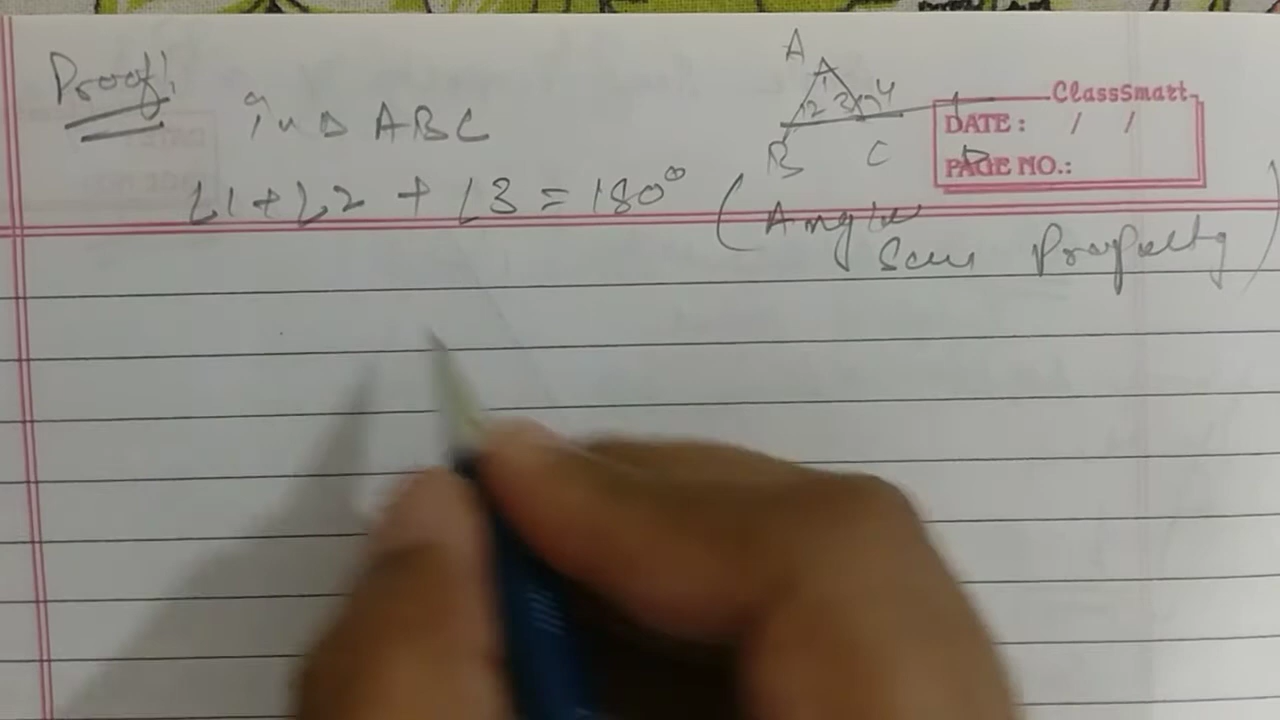 Proof!
A
1
2 3 4
B C D
ClassSmart
DATE: / /
PAGE NO.:
in Δ ABC
∠1+∠2 + ∠3 = 180° (Angle
Sum Property)